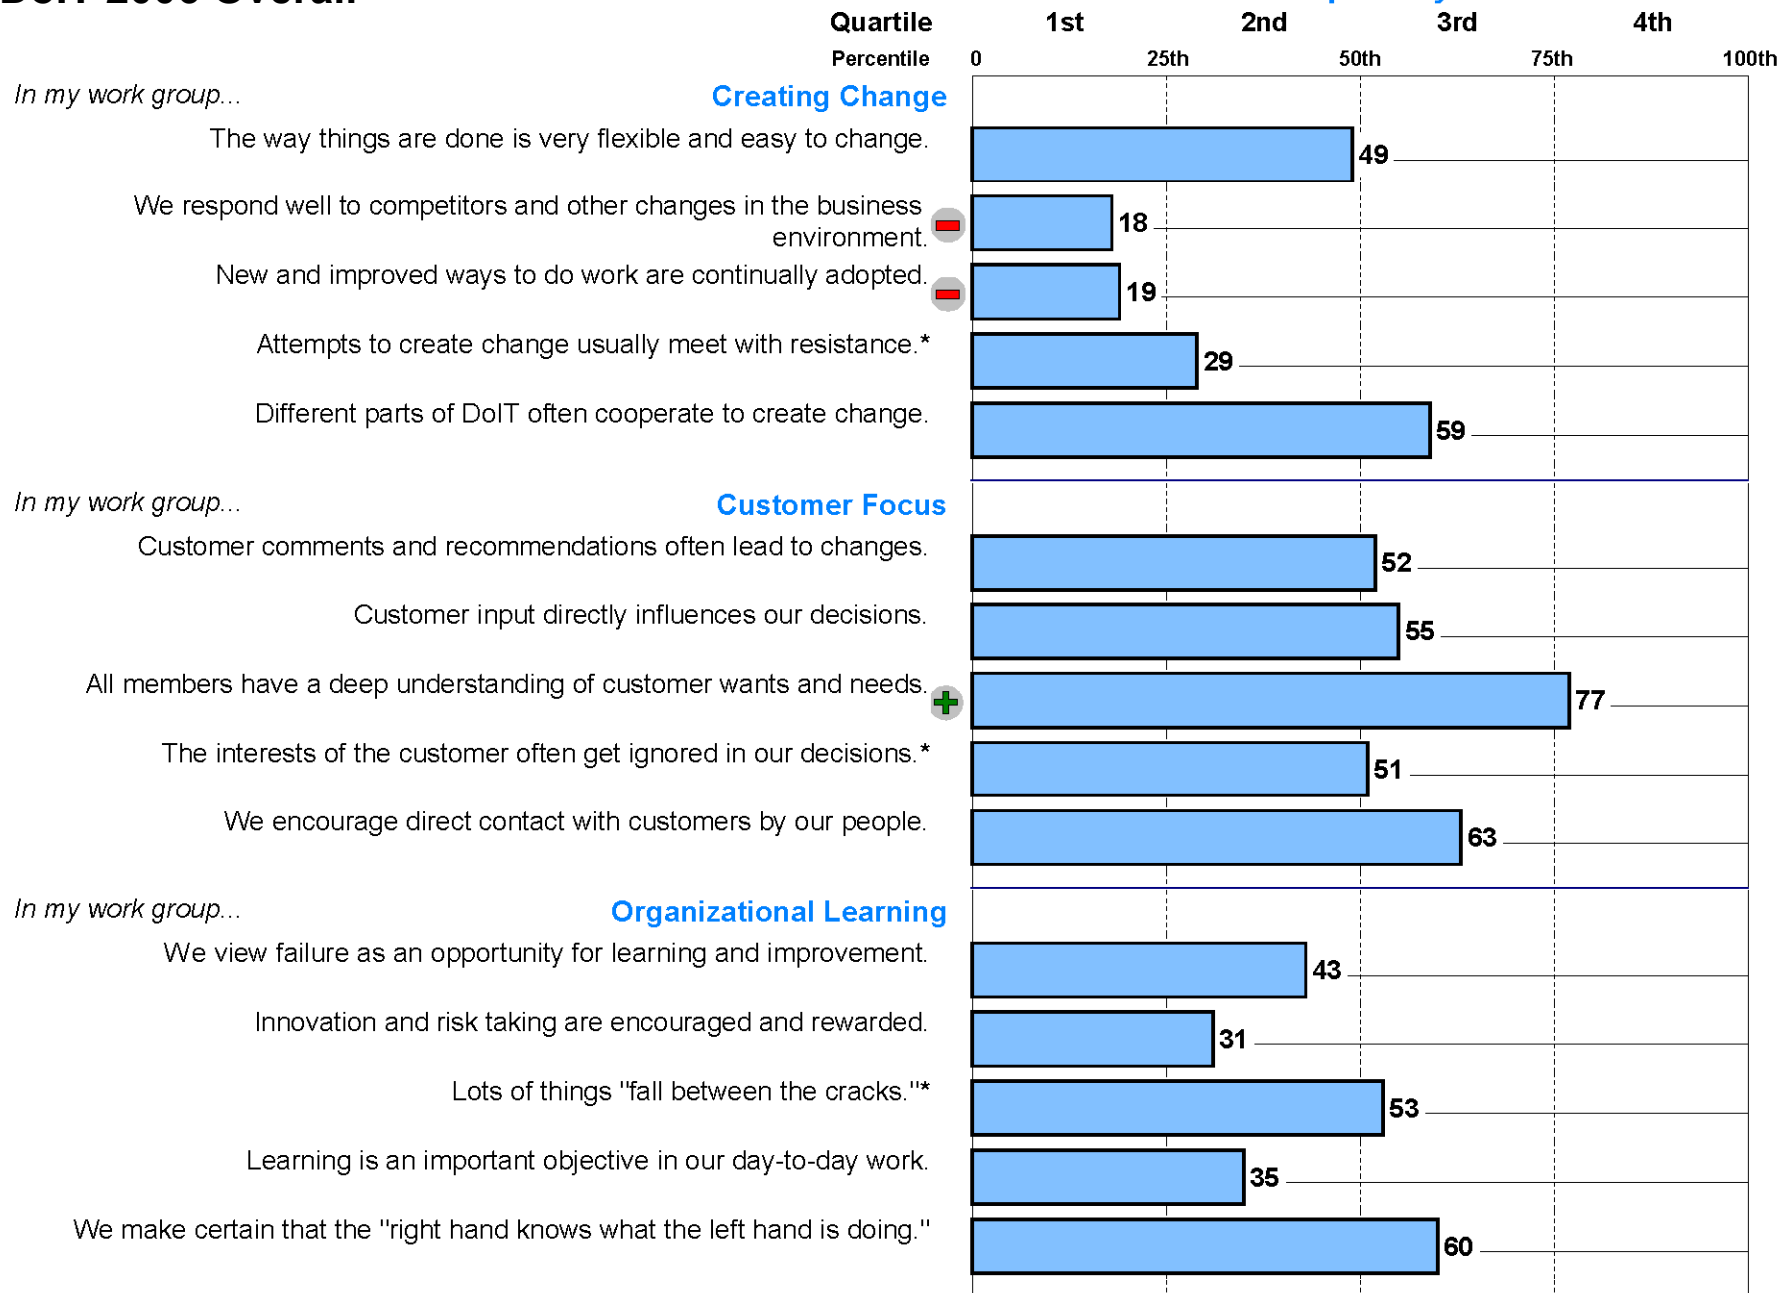 Quartile 1st 2nd 3rd 4th
Percentile 0 25th 50th 75th 100th
In my work group... Creating Change
The way things are done is very flexible and easy to change. 49
We respond well to competitors and other changes in the business
environment. 18
New and improved ways to do work are continually adopted. 19
Attempts to create change usually meet with resistance.* 29
Different parts of DoIT often cooperate to create change. 59
In my work group... Customer Focus
Customer comments and recommendations often lead to changes. 52
Customer input directly influences our decisions. 55
All members have a deep understanding of customer wants and needs. 77
The interests of the customer often get ignored in our decisions.* 51
We encourage direct contact with customers by our people. 63
In my work group... Organizational Learning
We view failure as an opportunity for learning and improvement. 43
Innovation and risk taking are encouraged and rewarded. 31
Lots of things "fall between the cracks."* 53
Learning is an important objective in our day-to-day work. 35
We make certain that the "right hand knows what the left hand is doing." 60